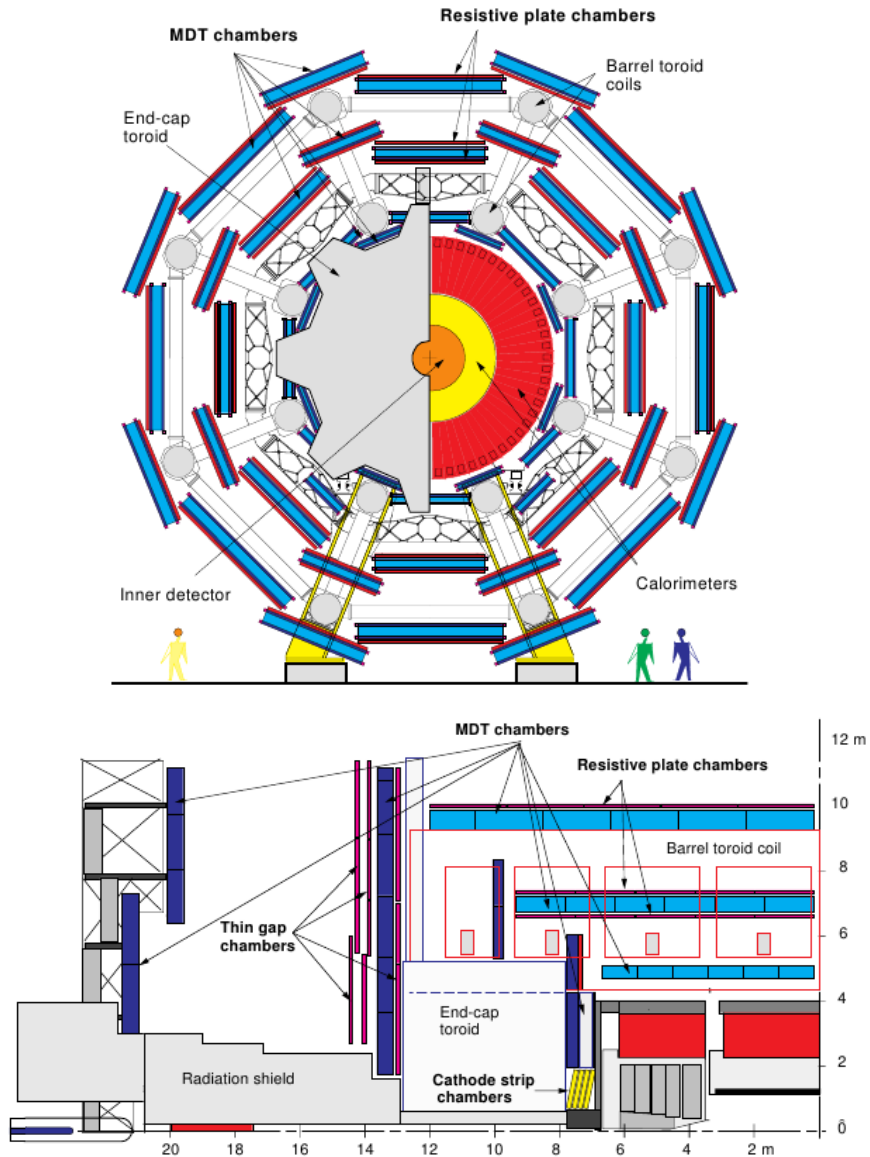 Resistive plate chambers
MDT chambers
Barrel toroid
coils
End-cap
toroid
Inner detector
Calorimeters
MDT chambers
12 m
Resistive plate chambers
10
Barrel toroid coil
8
Thin gap
chambers
6
4
End-cap
toroid
Radiation shield
Cathode strip
chambers
2
0
20
18
16
14
12
10
8
6
4
2 m